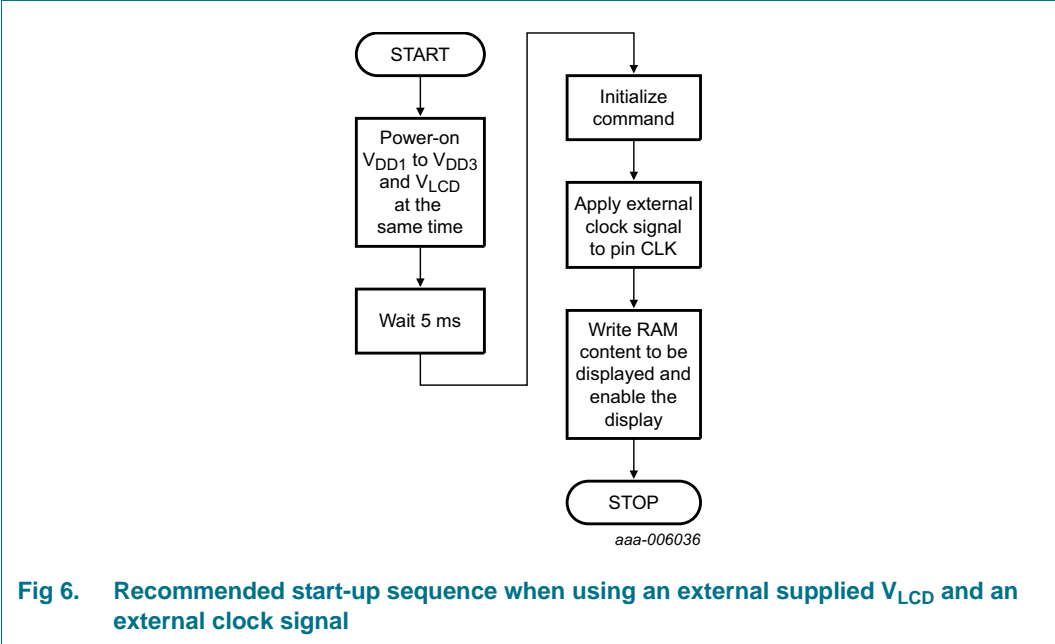 START
Power-on
VDD1 to VDD3
and VLCD
at the
same time
Wait 5 ms
Initialize
command
Apply external
clock signal
to pin CLK
Write RAM
content to be
displayed and
enable the
display
STOP
aaa-006036
Fig 6. Recommended start-up sequence when using an external supplied VLCD and an
external clock signal